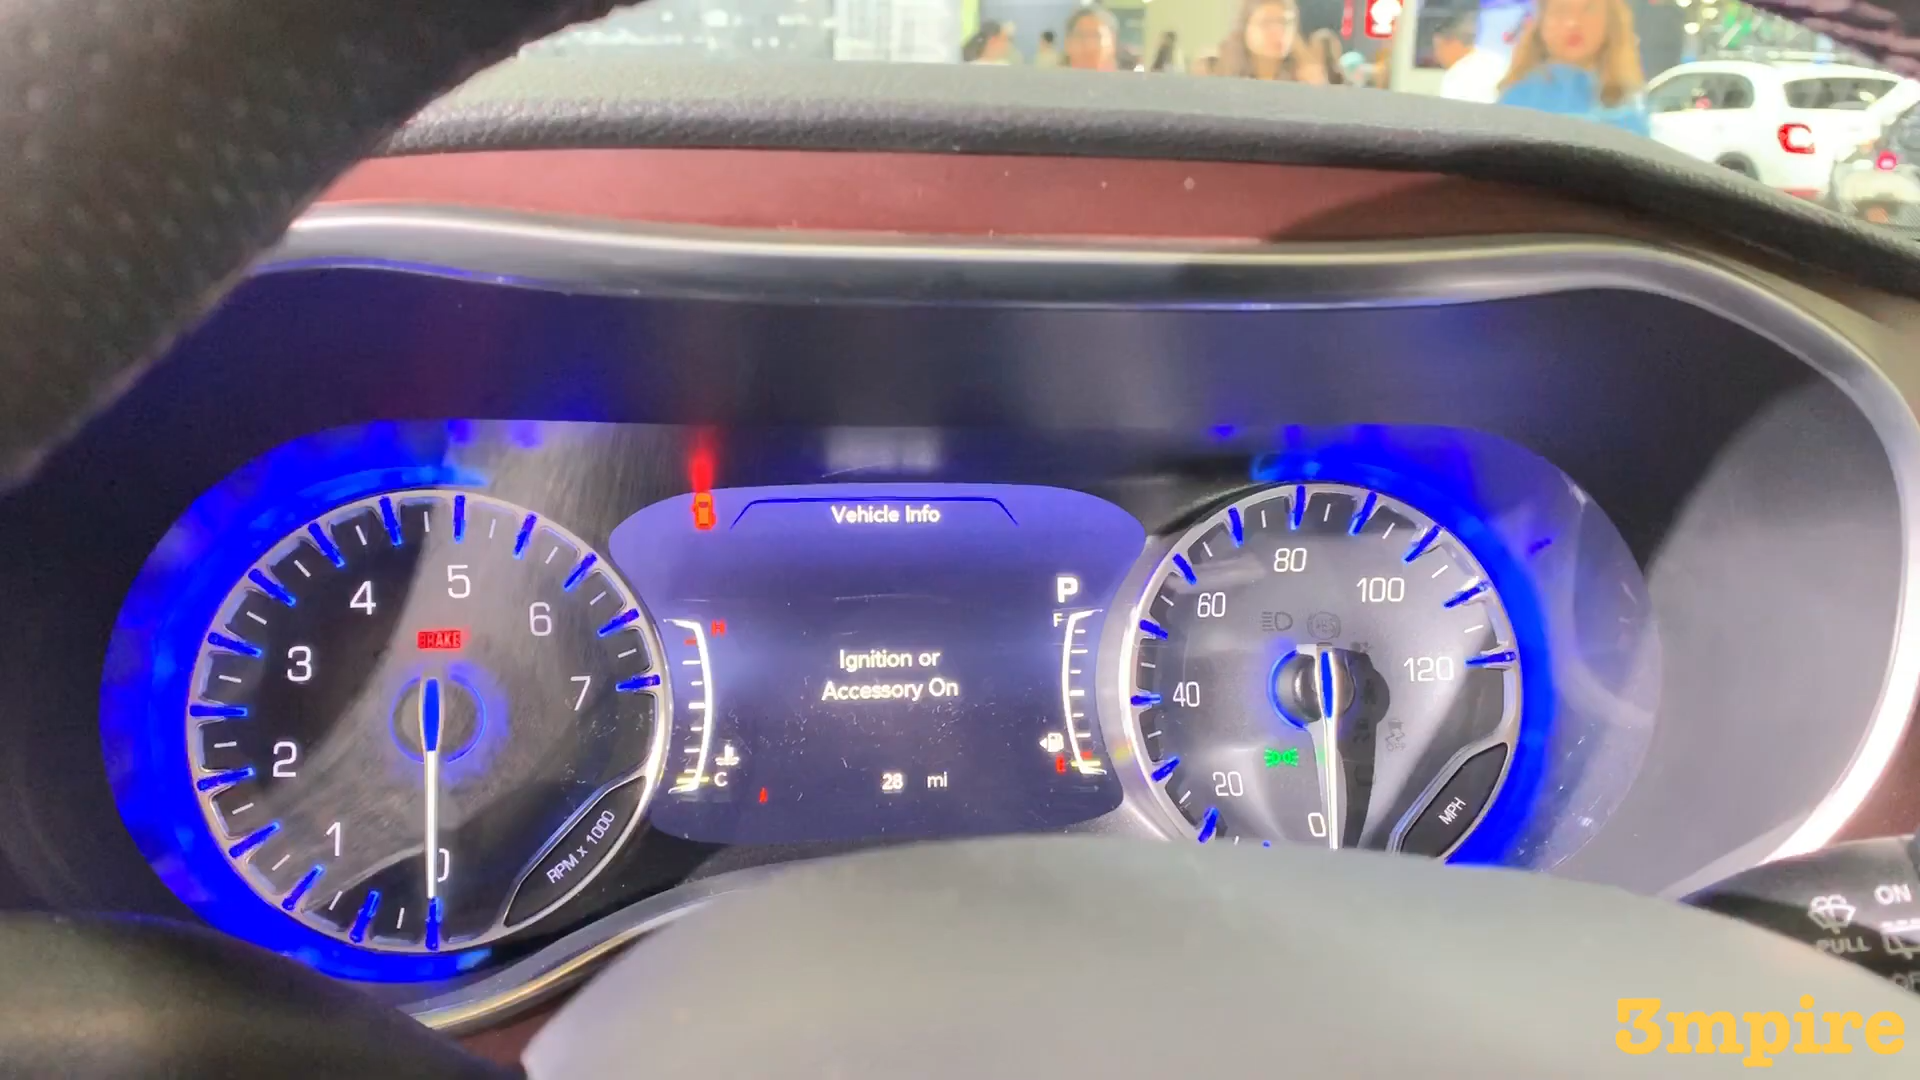 Vehicle Info
P
F
H
Ignition or
Accessory On
C
28 mi
BRAKE
0
1
2
3
4
5
6
7
RPM x 1000
0
20
40
60
80
100
120
MPH
ON
PULL
3mpire